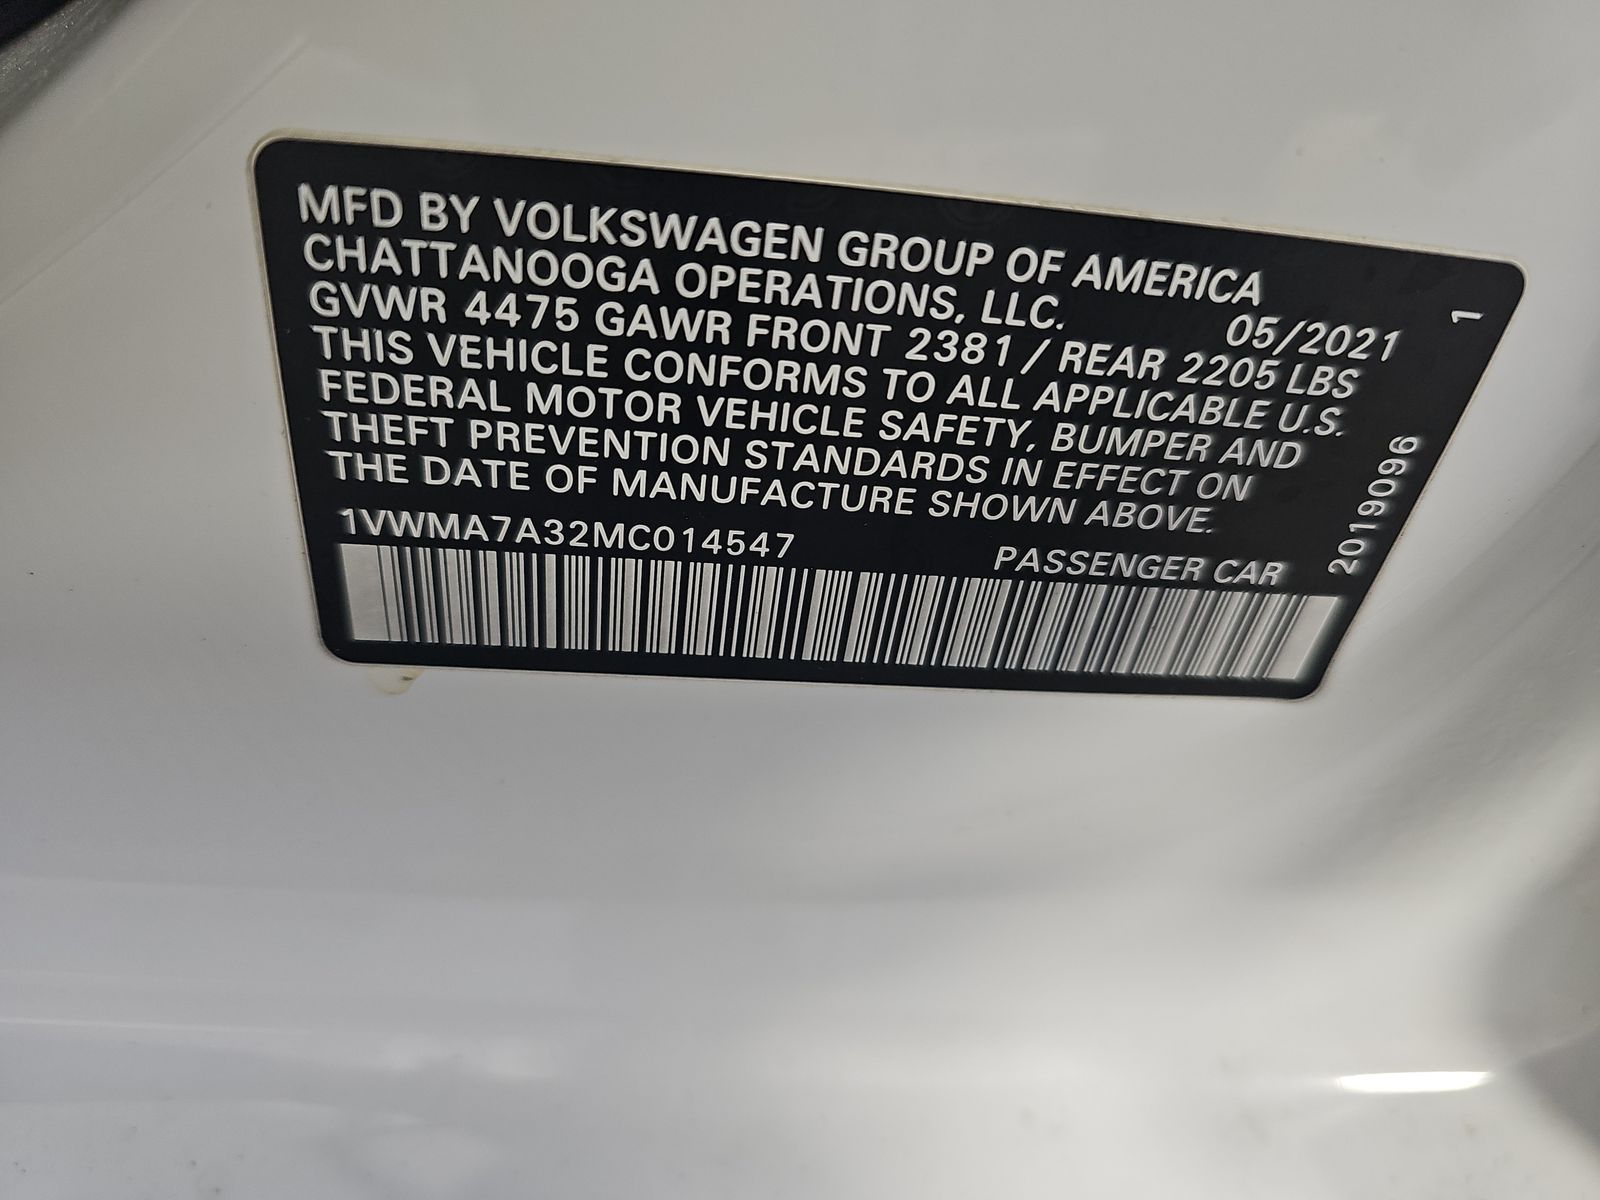 MFD BY VOLKSWAGEN GROUP OF AMERICA
CHATTANOOGA OPERATIONS, LLC. 05/2021
GVWR 4475 GAWR FRONT 2381 / REAR 2205 LBS
THIS VEHICLE CONFORMS TO ALL APPLICABLE U.S.
FEDERAL MOTOR VEHICLE SAFETY, BUMPER AND
THEFT PREVENTION STANDARDS IN EFFECT ON
THE DATE OF MANUFACTURE SHOWN ABOVE.
1VWMA7A32MC014547 PASSENGER CAR
2019096 1